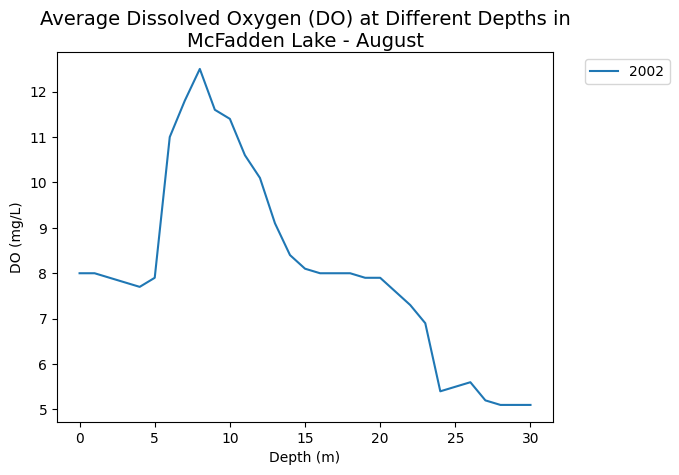 Average Dissolved Oxygen (DO) at Different Depths in
McFadden Lake - August
2002
12
11
10
9
8
7
6
5
DO (mg/L)
0 5 10 15 20 25 30
Depth (m)